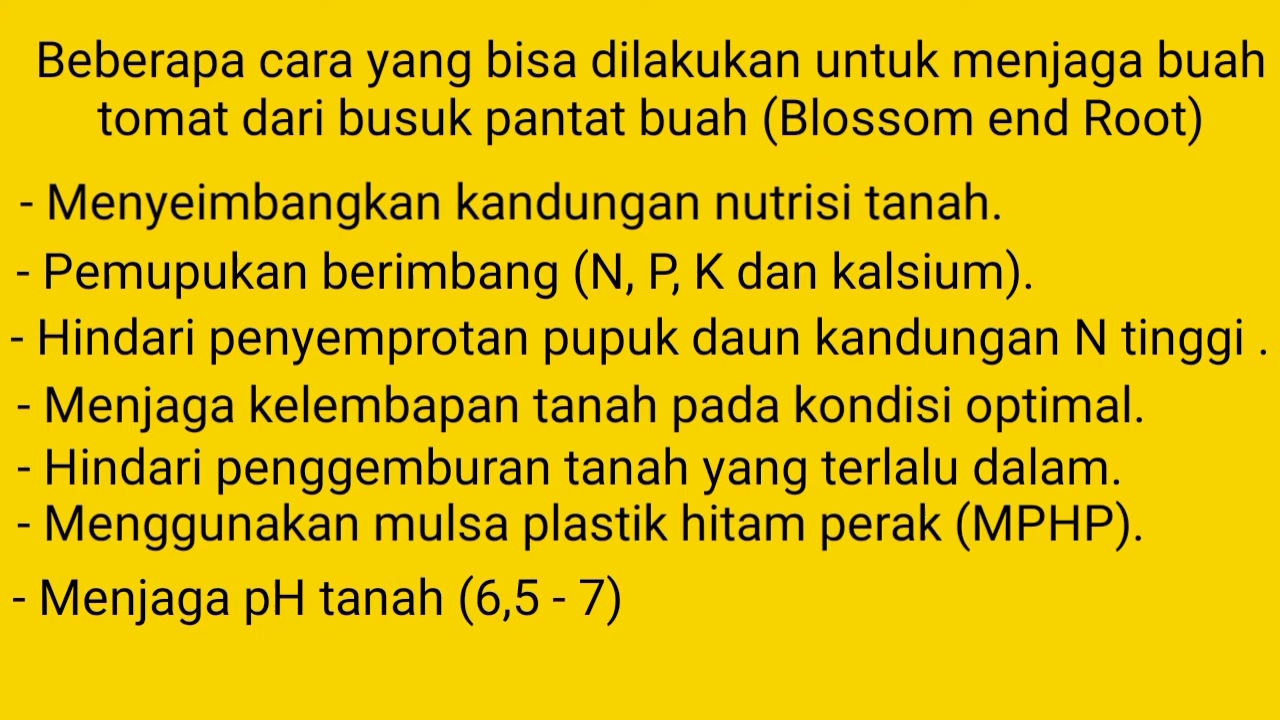 Beberapa cara yang bisa dilakukan untuk menjaga buah
tomat dari busuk pantat buah (Blossom end Root)
- Menyeimbangkan kandungan nutrisi tanah.
- Pemupukan berimbang (N, P, K dan kalsium).
- Hindari penyemprotan pupuk daun kandungan N tinggi .
- Menjaga kelembapan tanah pada kondisi optimal.
- Hindari penggemburan tanah yang terlalu dalam.
- Menggunakan mulsa plastik hitam perak (MPHP).
- Menjaga pH tanah (6,5 - 7)